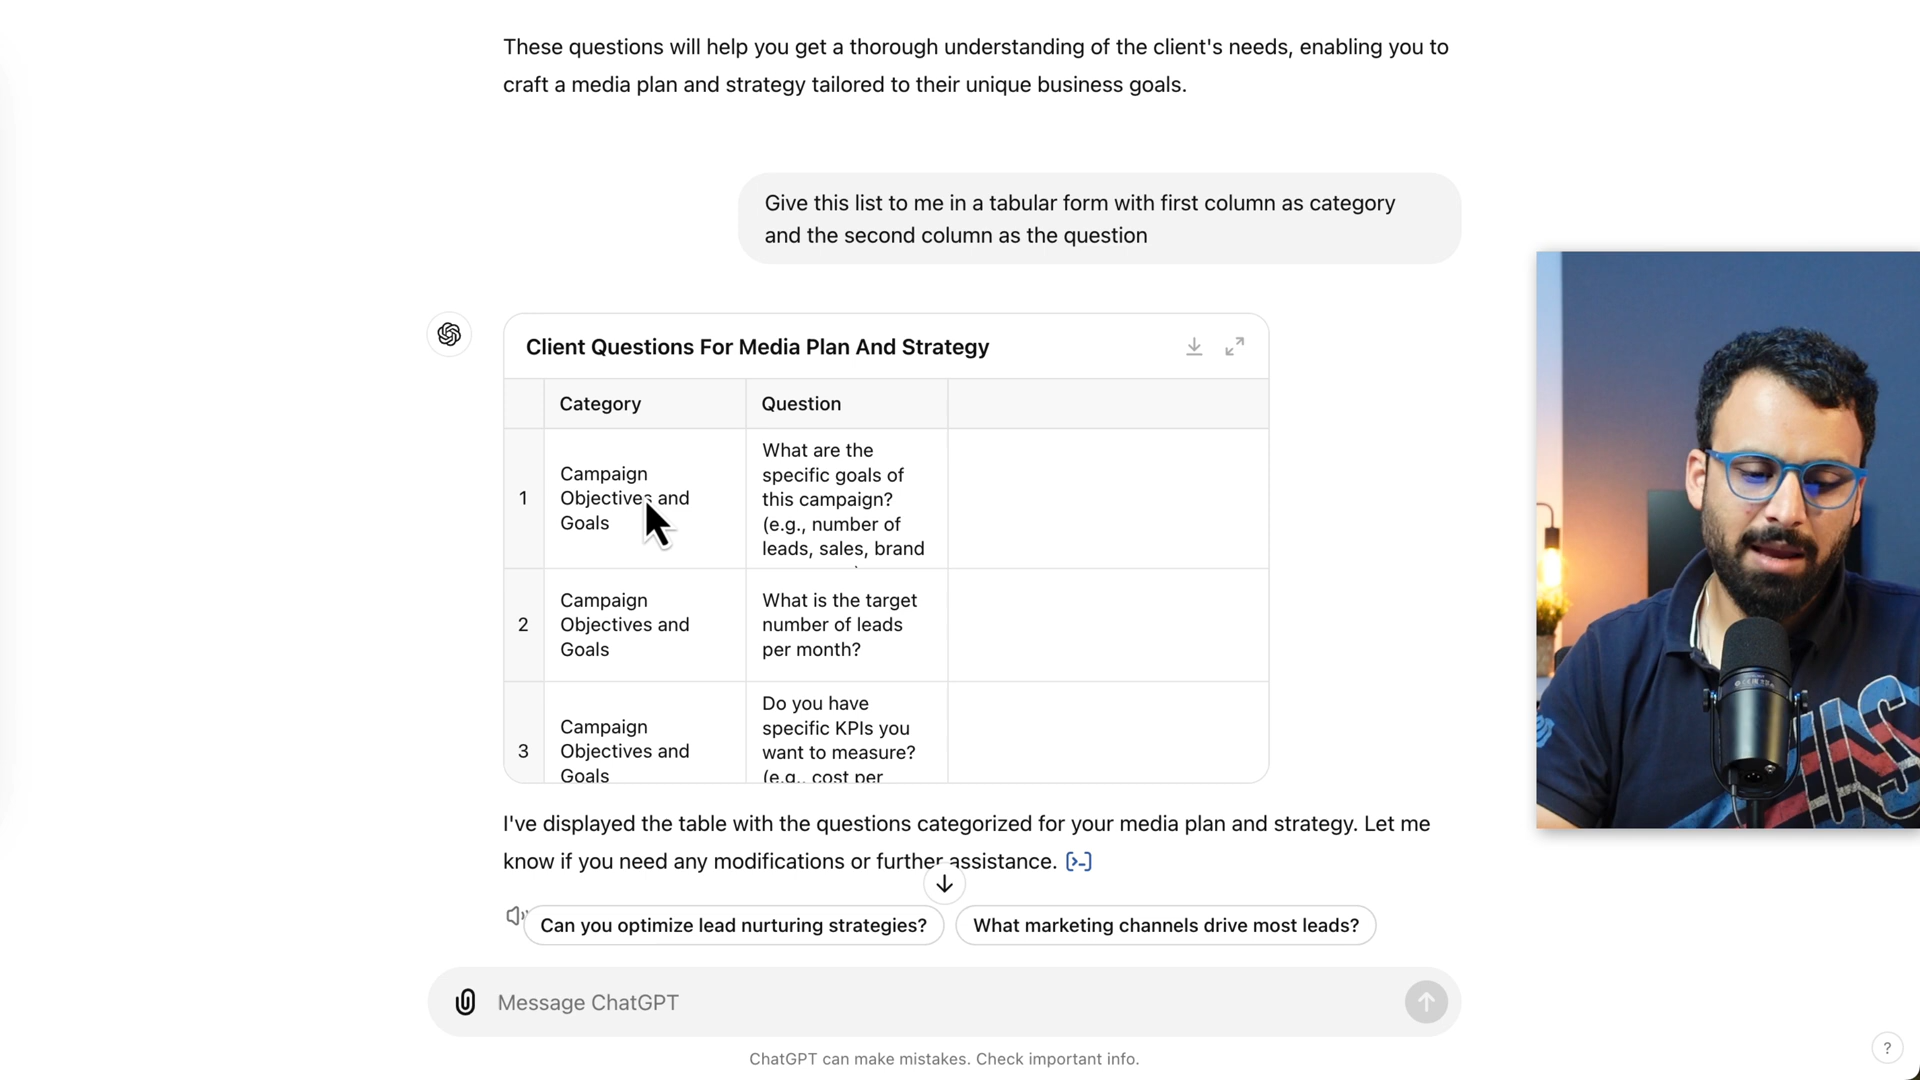 These questions will help you get a thorough understanding of the client's needs, enabling you to
craft a media plan and strategy tailored to their unique business goals.
Give this list to me in a tabular form with first column as category
and the second column as the question
Client Questions For Media Plan And Strategy
Category
Question
1
Campaign
Objectives and
Goals
What are the
specific goals of
this campaign?
(e.g., number of
leads, sales, brand
2
Campaign
Objectives and
Goals
What is the target
number of leads
per month?
3
Campaign
Objectives and
Goals
Do you have
specific KPIs you
want to measure?
(e.g., cost per
I've displayed the table with the questions categorized for your media plan and strategy. Let me
know if you need any modifications or further assistance. [>-]
Can you optimize lead nurturing strategies?
What marketing channels drive most leads?
Message ChatGPT
ChatGPT can make mistakes. Check important info.
?